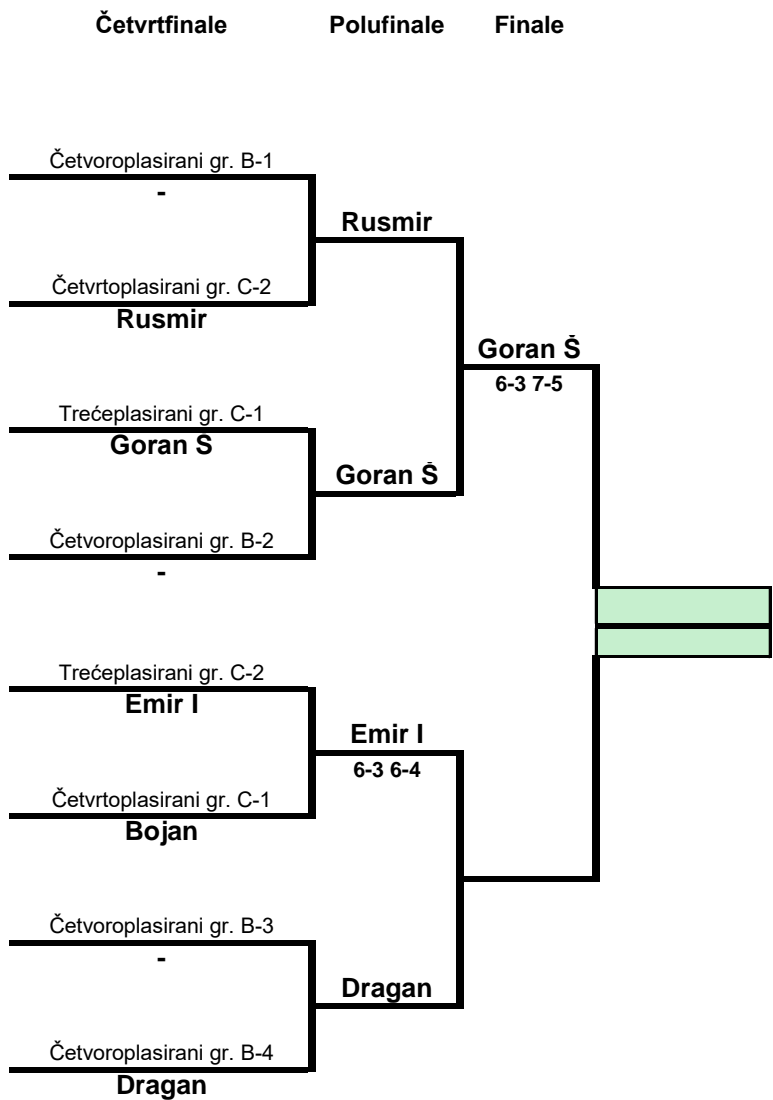 Četvrtfinale Polufinale Finale
Četvoroplasirani gr. B-1
-
Rusmir
Četvrtoplasirani gr. C-2
Rusmir
Goran Š
6-3 7-5
Trećeplasirani gr. C-1
Goran Š
Goran Š
Četvoroplasirani gr. B-2
-
Trećeplasirani gr. C-2
Emir I
Emir I
6-3 6-4
Četvrtoplasirani gr. C-1
Bojan
Četvoroplasirani gr. B-3
-
Dragan
Četvoroplasirani gr. B-4
Dragan